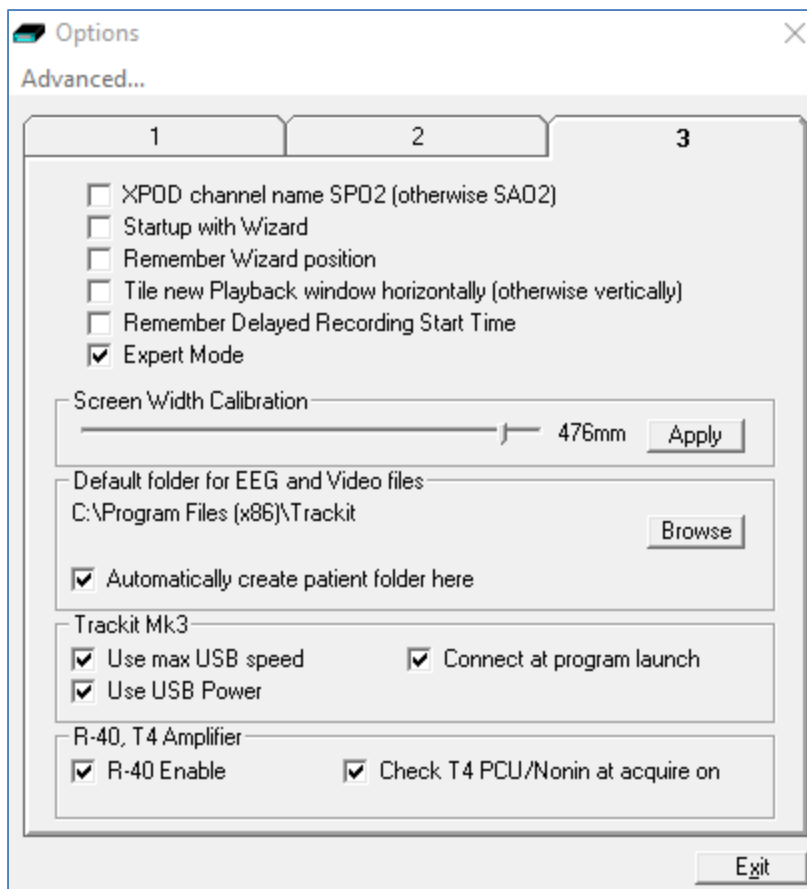 Options
Advanced...
1 2 3
XPOD channel name SPO2 (otherwise SAO2)
Startup with Wizard
Remember Wizard position
Tile new Playback window horizontally (otherwise vertically)
Remember Delayed Recording Start Time
Expert Mode
Screen Width Calibration
476mm Apply
Default folder for EEG and Video files
C:\Program Files (x86)\Trackit
Browse
Automatically create patient folder here
Trackit Mk3
Use max USB speed Connect at program launch
Use USB Power
R-40, T4 Amplifier
R-40 Enable Check T4 PCU/Nonin at acquire on
Exit